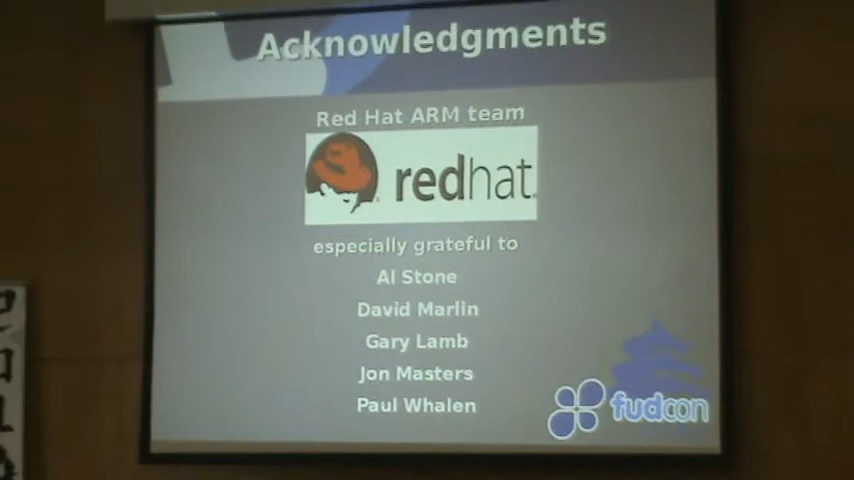 Acknowledgments
Red Hat ARM team
redhat.
especially grateful to
Al Stone
David Marlin
Gary Lamb
Jon Masters
Paul Whalen
fudcon